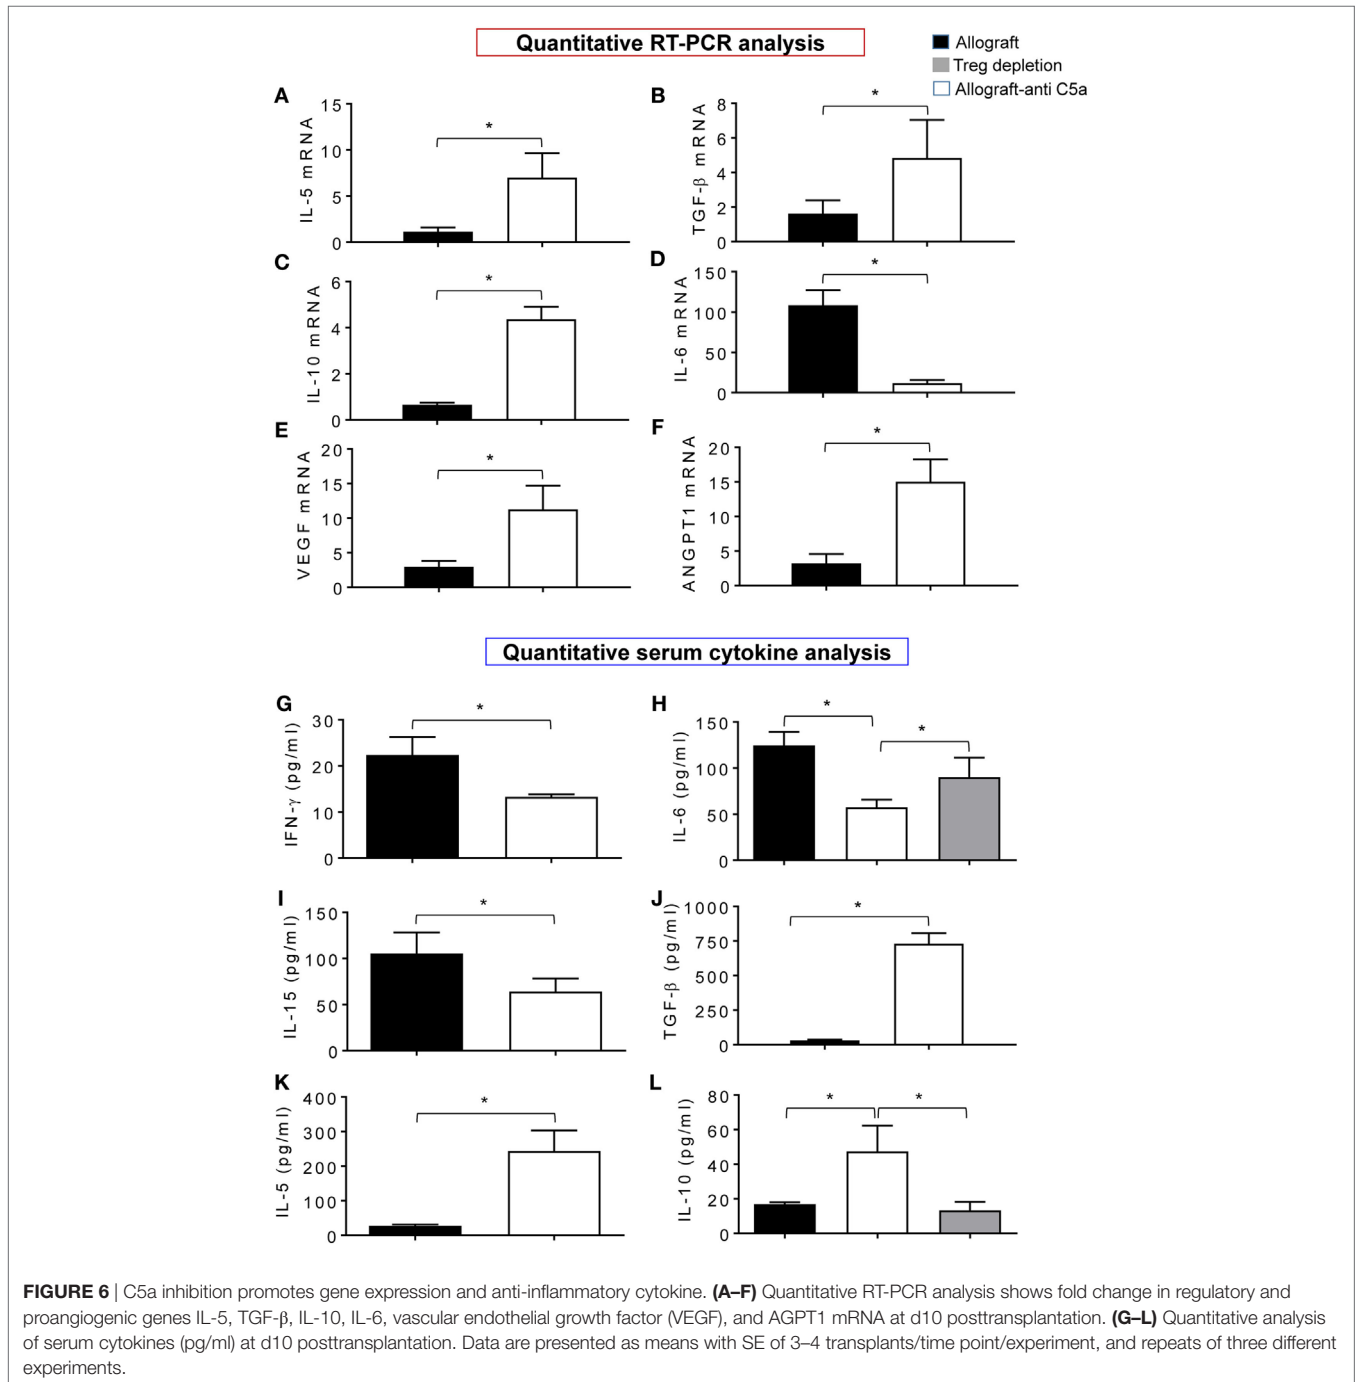 Quantitative RT-PCR analysis
Allograft
Treg depletion
Allograft-anti C5a
A
IL-5 mRNA
15
10
5
0
*
B
TGF-β mRNA
8
6
4
2
0
*
C
IL-10 mRNA
6
4
2
0
*
D
IL-6 mRNA
150
100
50
0
*
E
VEGF mRNA
20
15
10
5
0
*
F
ANGPT1 mRNA
20
15
10
5
0
*
Quantitative serum cytokine analysis
G
IFN-γ (pg/ml)
30
20
10
0
*
H
IL-6 (pg/ml)
150
100
50
0
*
*
I
IL-15 (pg/ml)
150
100
50
0
*
J
TGF-β (pg/ml)
1000
750
500
250
0
*
K
IL-5 (pg/ml)
400
300
200
100
0
*
L
IL-10 (pg/ml)
80
60
40
20
0
*
*
FIGURE 6 | C5a inhibition promotes gene expression and anti-inflammatory cytokine. (A–F) Quantitative RT-PCR analysis shows fold change in regulatory and
proangiogenic genes IL-5, TGF-β, IL-10, IL-6, vascular endothelial growth factor (VEGF), and AGPT1 mRNA at d10 posttransplantation. (G–L) Quantitative analysis
of serum cytokines (pg/ml) at d10 posttransplantation. Data are presented as means with SE of 3–4 transplants/time point/experiment, and repeats of three different
experiments.